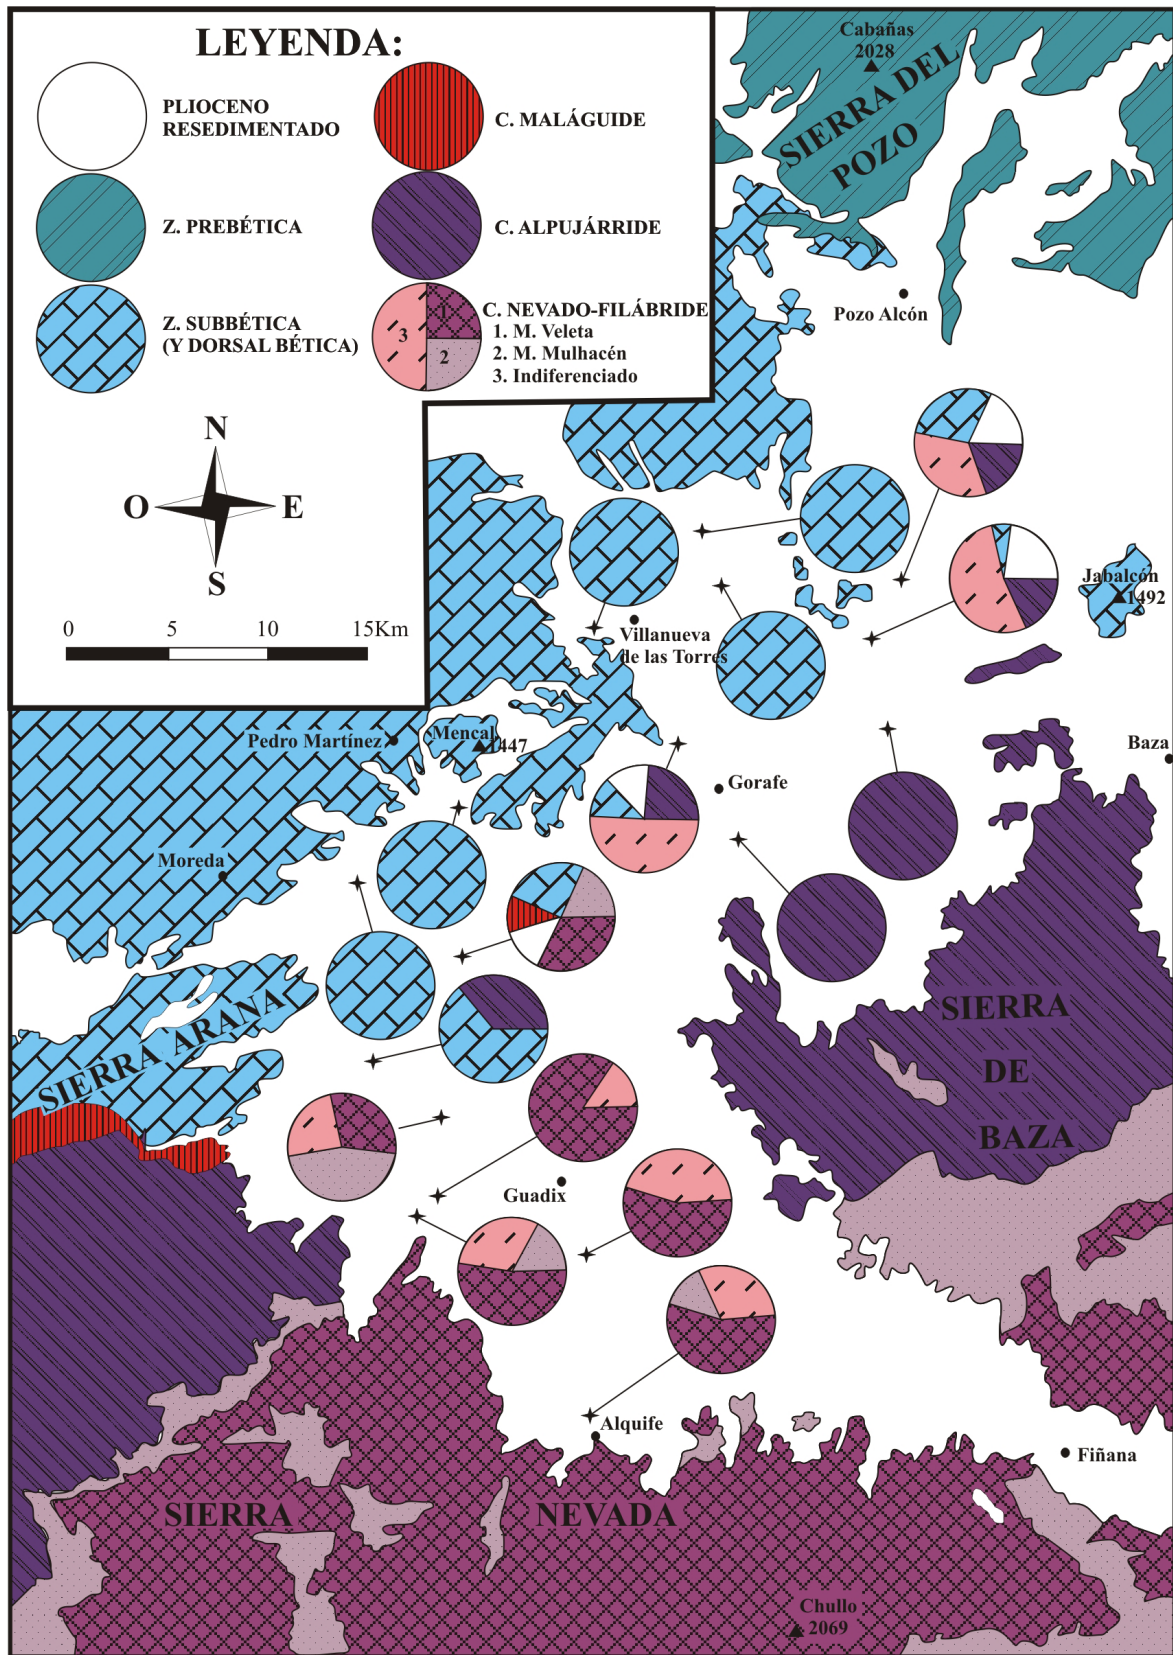 LEYENDA:
PLIOCENO
RESEDIMENTADO
C. MALÁGUIDE
Z. PREBÉTICA
C. ALPUJÁRRIDE
Z. SUBBÉTICA
(Y DORSAL BÉTICA)
1
2
3
C. NEVADO-FILÁBRIDE
1. M. Veleta
2. M. Mulhacén
3. Indiferenciado
N
O
E
S
0 5 10 15Km
Cabañas
2028
SIERRA DEL
POZO
Pozo Alcón
Jabalcón
1492
Villanueva
de las Torres
Pedro Martínez
Mencal
1447
Baza
Gorafe
Moreda
SIERRA ARANA
SIERRA
DE
BAZA
Guadix
Alquife
Fiñana
SIERRA NEVADA
Chullo
2069